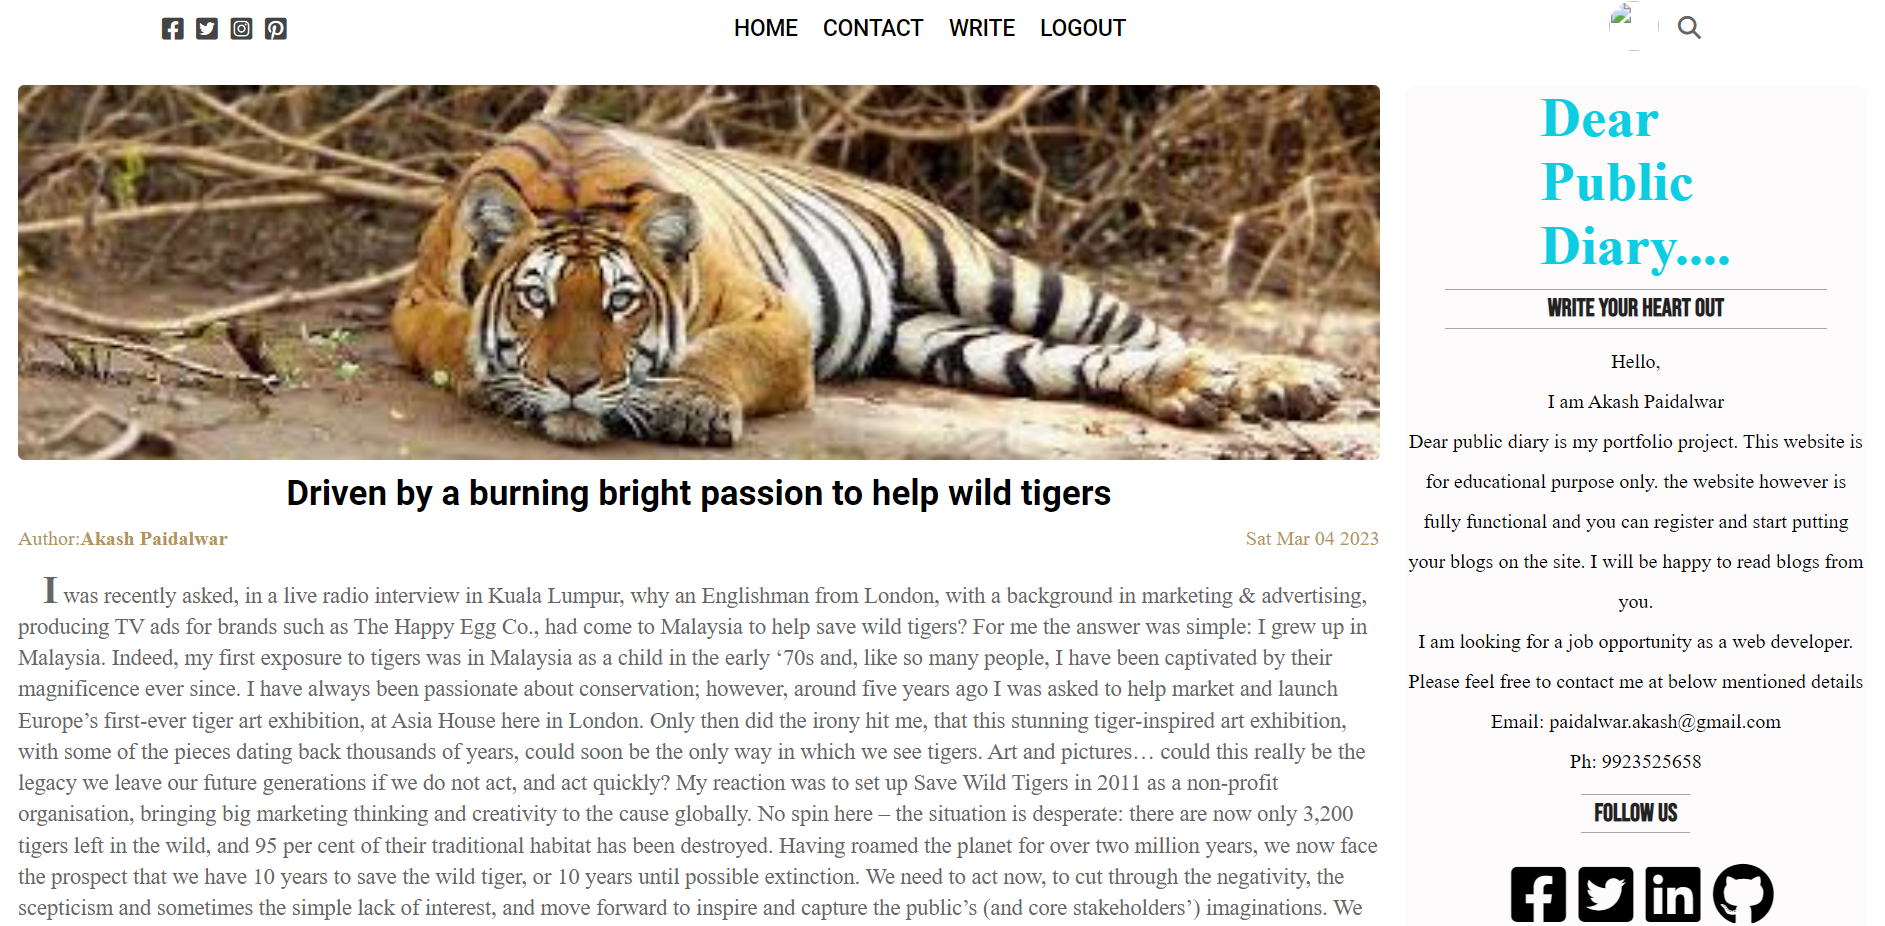 HOME CONTACT WRITE LOGOUT
Driven by a burning bright passion to help wild tigers
Author:Akash Paidalwar
Sat Mar 04 2023
I was recently asked, in a live radio interview in Kuala Lumpur, why an Englishman from London, with a background in marketing & advertising,
producing TV ads for brands such as The Happy Egg Co., had come to Malaysia to help save wild tigers? For me the answer was simple: I grew up in
Malaysia. Indeed, my first exposure to tigers was in Malaysia as a child in the early ‘70s and, like so many people, I have been captivated by their
magnificence ever since. I have always been passionate about conservation; however, around five years ago I was asked to help market and launch
Europe’s first-ever tiger art exhibition, at Asia House here in London. Only then did the irony hit me, that this stunning tiger-inspired art exhibition,
with some of the pieces dating back thousands of years, could soon be the only way in which we see tigers. Art and pictures… could this really be the
legacy we leave our future generations if we do not act, and act quickly? My reaction was to set up Save Wild Tigers in 2011 as a non-profit
organisation, bringing big marketing thinking and creativity to the cause globally. No spin here – the situation is desperate: there are now only 3,200
tigers left in the wild, and 95 per cent of their traditional habitat has been destroyed. Having roamed the planet for over two million years, we now face
the prospect that we have 10 years to save the wild tiger, or 10 years until possible extinction. We need to act now, to cut through the negativity, the
scepticism and sometimes the simple lack of interest, and move forward to inspire and capture the public’s (and core stakeholders’) imaginations. We
Dear
Public
Diary....
WRITE YOUR HEART OUT
Hello,
I am Akash Paidalwar
Dear public diary is my portfolio project. This website is
for educational purpose only. the website however is
fully functional and you can register and start putting
your blogs on the site. I will be happy to read blogs from
you.
I am looking for a job opportunity as a web developer.
Please feel free to contact me at below mentioned details
Email: paidalwar.akash@gmail.com
Ph: 9923525658
FOLLOW US